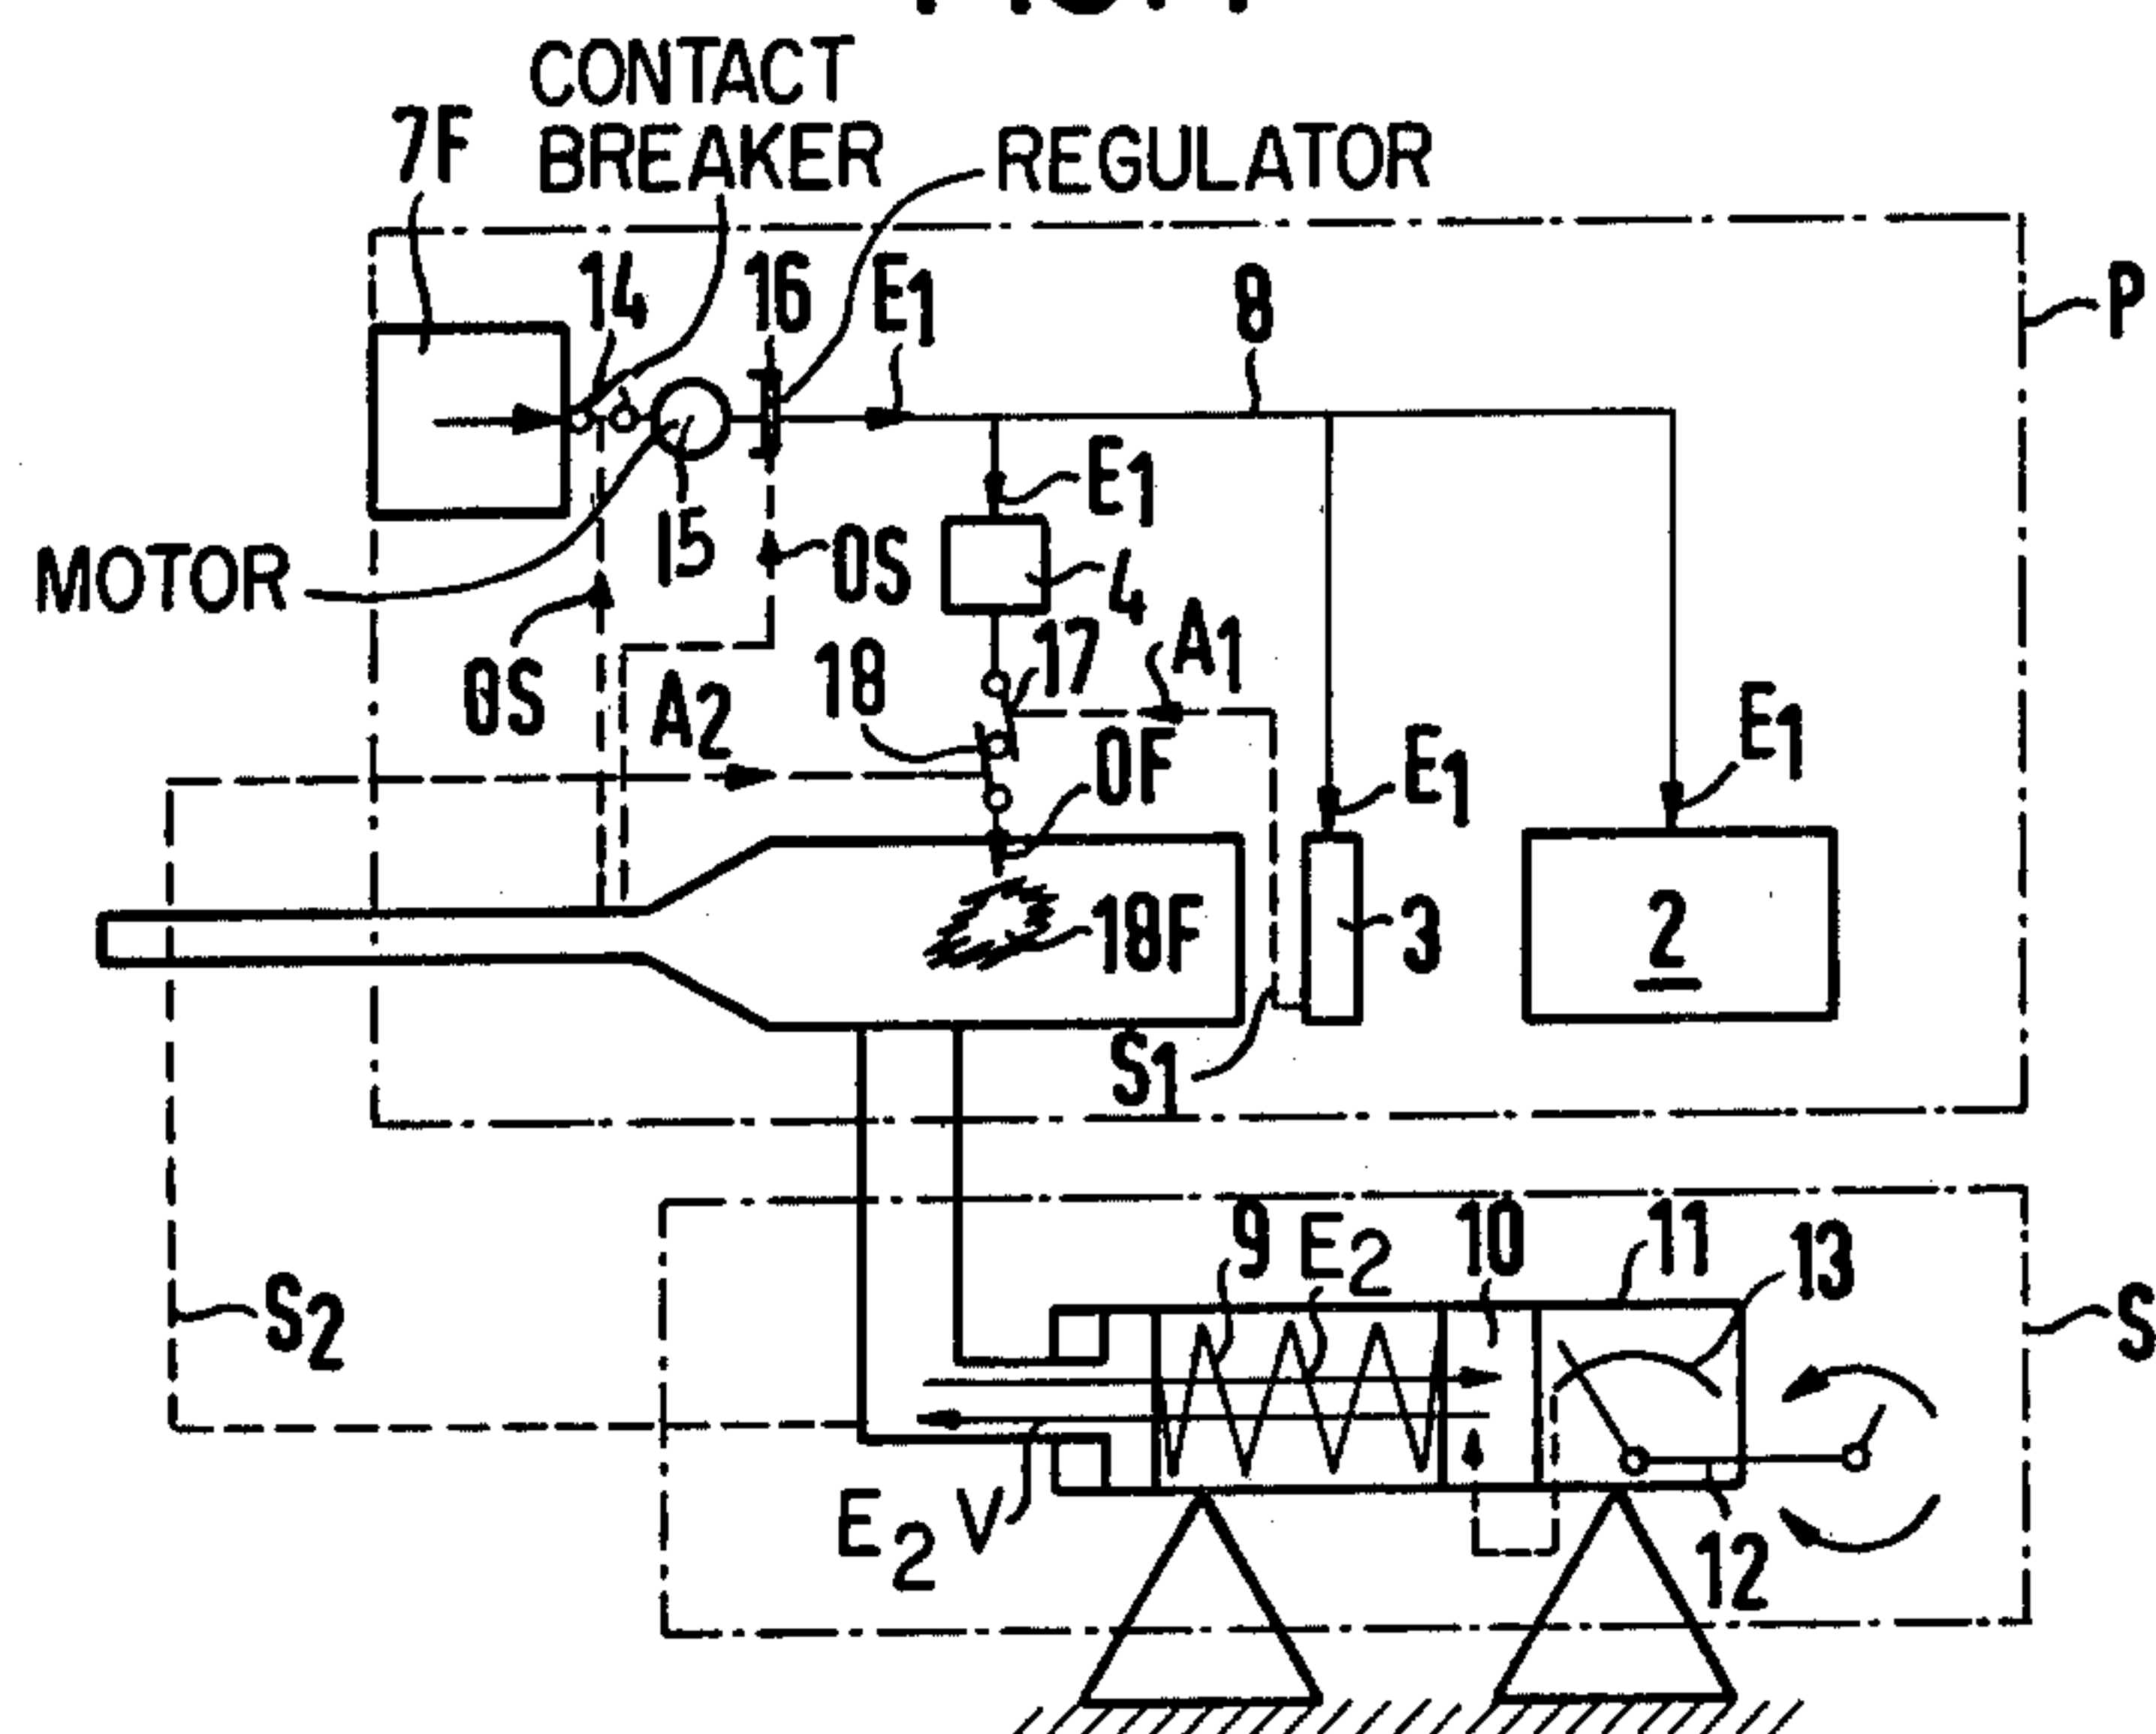 CONTACT
7F BREAKER REGULATOR
14 16 E1 8 P
E1
MOTOR 15 0S 4
0S A2 18 17 A1
0F E1 E1
18F 3 2
S1
9 E2 10 11 13
S2 S
E2 V 12